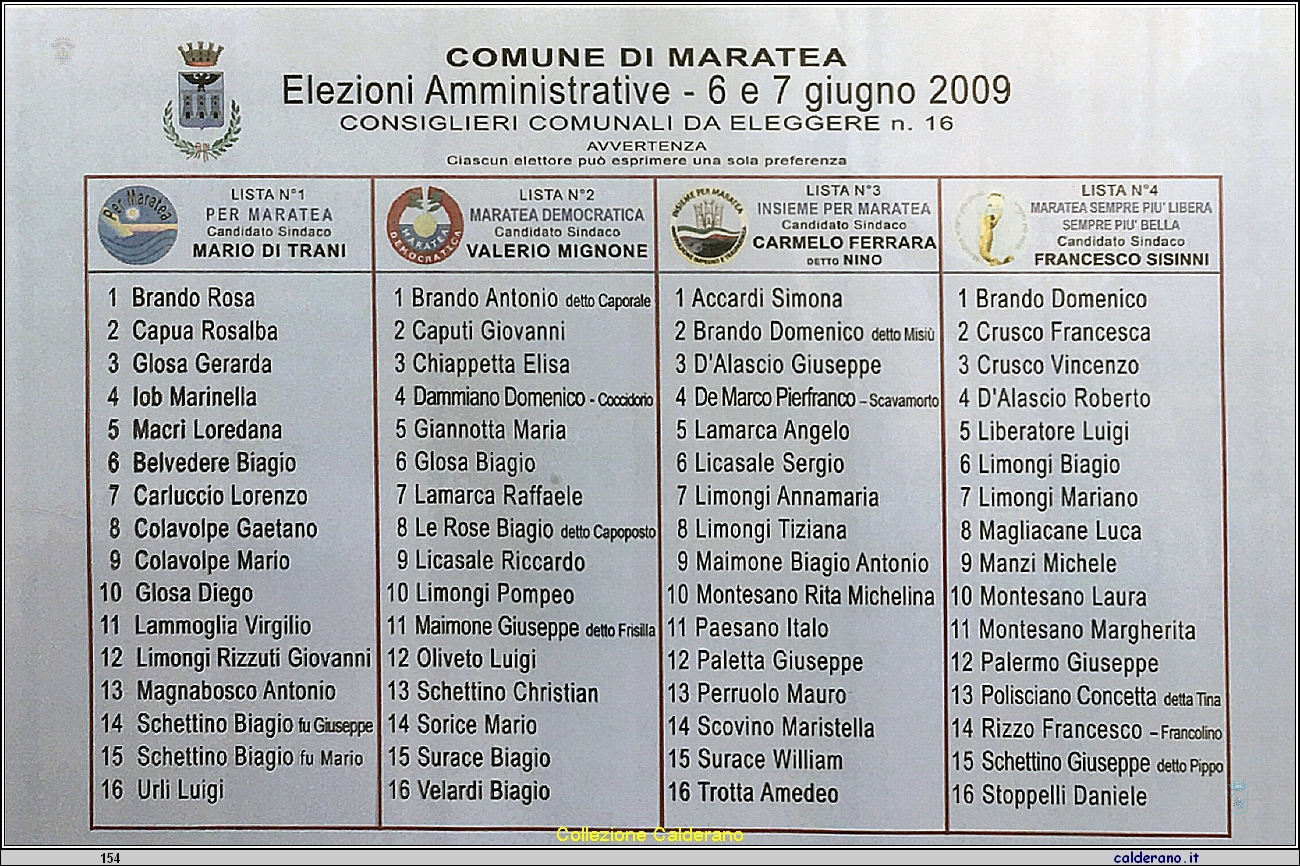 COMUNE DI MARATEA
Elezioni Amministrative - 6 e 7 giugno 2009
CONSIGLIERI COMUNALI DA ELEGGERE n. 16
AVVERTENZA
Ciascun elettore può esprimere una sola preferenza
Per Maratea
LISTA N°1
PER MARATEA
Candidato Sindaco
MARIO DI TRANI
1 Brando Rosa
2 Capua Rosalba
3 Glosa Gerarda
4 Iob Marinella
5 Macrì Loredana
6 Belvedere Biagio
7 Carluccio Lorenzo
8 Colavolpe Gaetano
9 Colavolpe Mario
10 Glosa Diego
11 Lammoglia Virgilio
12 Limongi Rizzuti Giovanni
13 Magnabosco Antonio
14 Schettino Biagio fu Giuseppe
15 Schettino Biagio fu Mario
16 Urli Luigi
MARATEA
DEMOCRATICA
LISTA N°2
MARATEA DEMOCRATICA
Candidato Sindaco
VALERIO MIGNONE
1 Brando Antonio detto Caporale
2 Caputi Giovanni
3 Chiappetta Elisa
4 Dammiano Domenico - Coccidorio
5 Giannotta Maria
6 Glosa Biagio
7 Lamarca Raffaele
8 Le Rose Biagio detto Capoposto
9 Licasale Riccardo
10 Limongi Pompeo
11 Maimone Giuseppe detto Frisilla
12 Oliveto Luigi
13 Schettino Christian
14 Sorice Mario
15 Surace Biagio
16 Velardi Biagio
INSIEME PER MARATEA
LISTA N°3
INSIEME PER MARATEA
Candidato Sindaco
CARMELO FERRARA
DETTO NINO
1 Accardi Simona
2 Brando Domenico detto Misiù
3 D'Alascio Giuseppe
4 De Marco Pierfranco – Scavamorto
5 Lamarca Angelo
6 Licasale Sergio
7 Limongi Annamaria
8 Limongi Tiziana
9 Maimone Biagio Antonio
10 Montesano Rita Michelina
11 Paesano Italo
12 Paletta Giuseppe
13 Perruolo Mauro
14 Scovino Maristella
15 Surace William
16 Trotta Amedeo
LISTA N°4
MARATEA SEMPRE PIU' LIBERA
SEMPRE PIU' BELLA
Candidato Sindaco
FRANCESCO SISINNI
1 Brando Domenico
2 Crusco Francesca
3 Crusco Vincenzo
4 D'Alascio Roberto
5 Liberatore Luigi
6 Limongi Biagio
7 Limongi Mariano
8 Magliacane Luca
9 Manzi Michele
10 Montesano Laura
11 Montesano Margherita
12 Palermo Giuseppe
13 Polisciano Concetta detta Tina
14 Rizzo Francesco – Francolino
15 Schettino Giuseppe detto Pippo
16 Stoppelli Daniele
Collezione Calderano
154
calderano.it